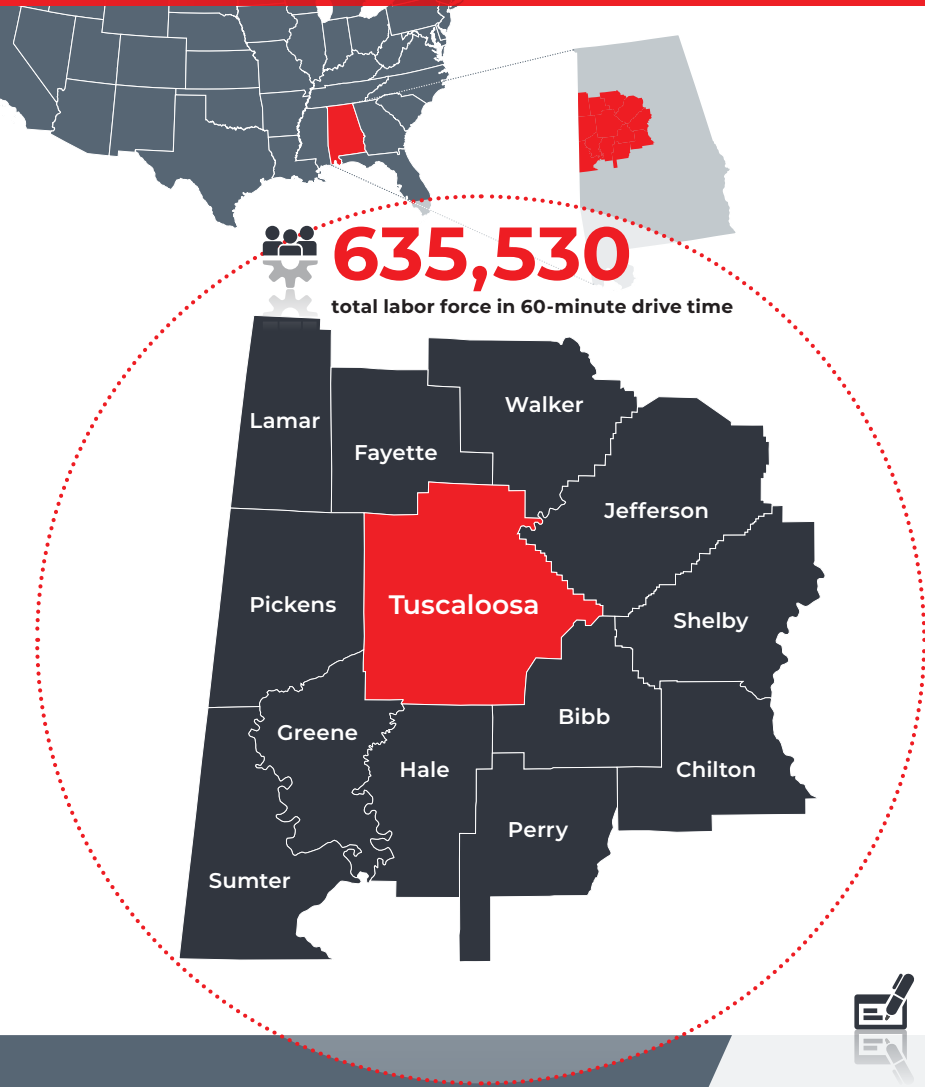 635,530
total labor force in 60-minute drive time
Lamar
Walker
Fayette
Jefferson
Pickens
Tuscaloosa
Shelby
Bibb
Greene
Hale
Chilton
Perry
Sumter